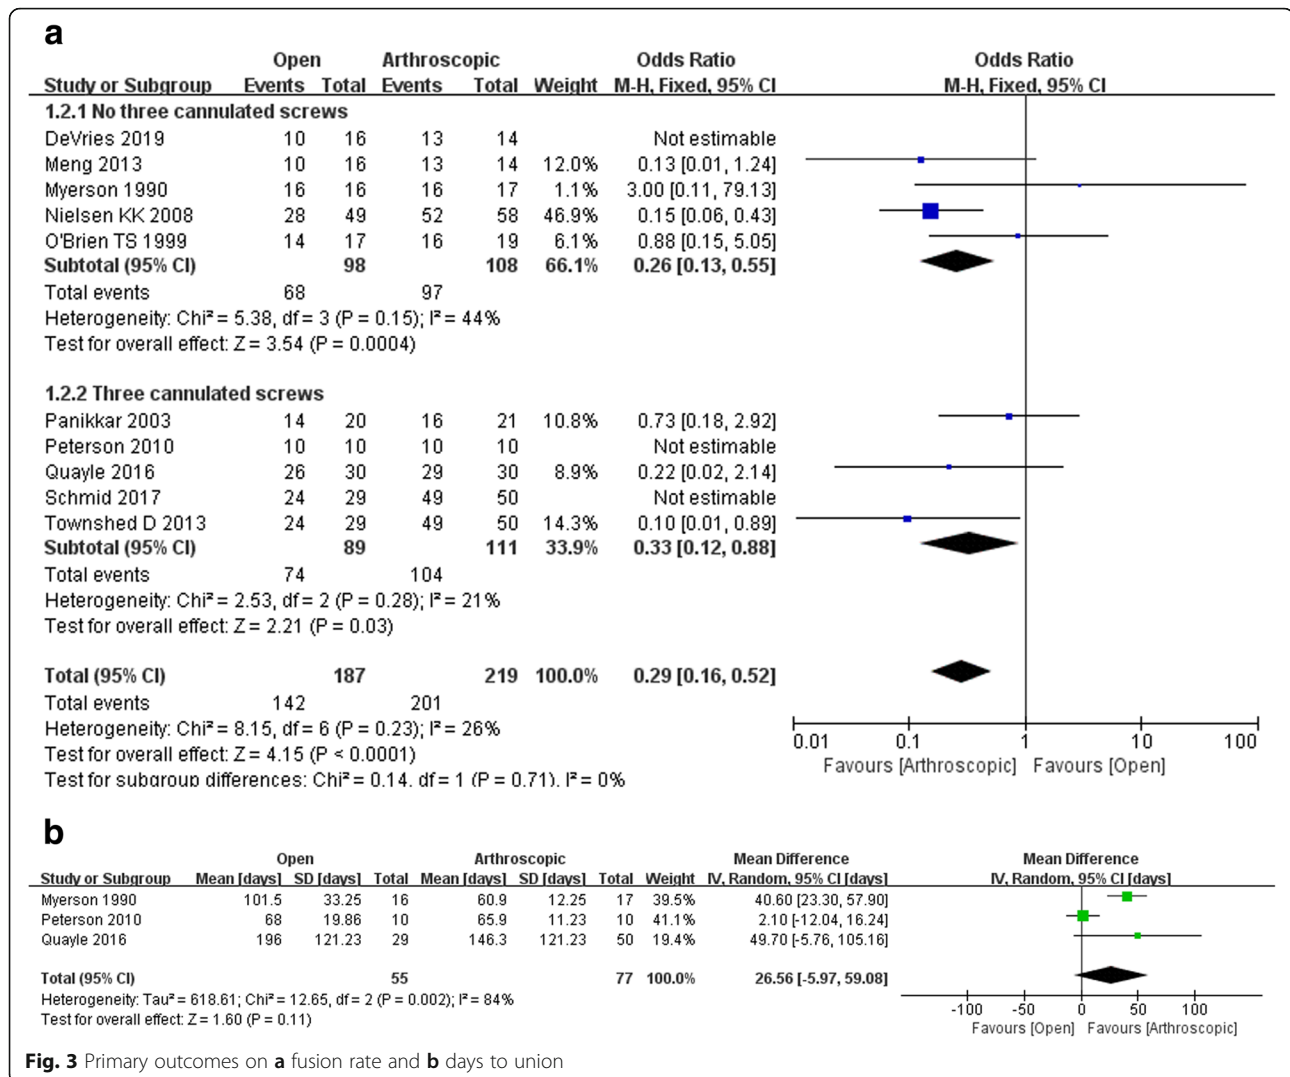 a
Open Arthroscopic Odds Ratio Odds Ratio
Study or Subgroup Events Total Events Total Weight M-H, Fixed, 95% CI M-H, Fixed, 95% CI
1.2.1 No three cannulated screws
DeVries 2019 10 16 13 14 Not estimable
Meng 2013 10 16 13 14 12.0% 0.13 [0.01, 1.24]
Myerson 1990 16 16 16 17 1.1% 3.00 [0.11, 79.13]
Nielsen KK 2008 28 49 52 58 46.9% 0.15 [0.06, 0.43]
O'Brien TS 1999 14 17 16 19 6.1% 0.88 [0.15, 5.05]
Subtotal (95% CI) 98 108 66.1% 0.26 [0.13, 0.55]
Total events 68 97
Heterogeneity: Chi² = 5.38, df = 3 (P = 0.15); I² = 44%
Test for overall effect: Z = 3.54 (P = 0.0004)
1.2.2 Three cannulated screws
Panikkar 2003 14 20 16 21 10.8% 0.73 [0.18, 2.92]
Peterson 2010 10 10 10 10 Not estimable
Quayle 2016 26 30 29 30 8.9% 0.22 [0.02, 2.14]
Schmid 2017 24 29 49 50 Not estimable
Townshed D 2013 24 29 49 50 14.3% 0.10 [0.01, 0.89]
Subtotal (95% CI) 89 111 33.9% 0.33 [0.12, 0.88]
Total events 74 104
Heterogeneity: Chi² = 2.53, df = 2 (P = 0.28); I² = 21%
Test for overall effect: Z = 2.21 (P = 0.03)
Total (95% CI) 187 219 100.0% 0.29 [0.16, 0.52]
Total events 142 201
Heterogeneity: Chi² = 8.15, df = 6 (P = 0.23); I² = 26%
Test for overall effect: Z = 4.15 (P < 0.0001)
Test for subgroup differences: Chi² = 0.14. df = 1 (P = 0.71). I² = 0%
0.01 0.1 1 10 100
Favours [Arthroscopic] Favours [Open]
b
Open Arthroscopic Mean Difference Mean Difference
Study or Subgroup Mean [days] SD [days] Total Mean [days] SD [days] Total Weight IV, Random, 95% CI [days] IV, Random, 95% CI [days]
Myerson 1990 101.5 33.25 16 60.9 12.25 17 39.5% 40.60 [23.30, 57.90]
Peterson 2010 68 19.86 10 65.9 11.23 10 41.1% 2.10 [-12.04, 16.24]
Quayle 2016 196 121.23 29 146.3 121.23 50 19.4% 49.70 [-5.76, 105.16]
Total (95% CI) 55 77 100.0% 26.56 [-5.97, 59.08]
Heterogeneity: Tau² = 618.61; Chi² = 12.65, df = 2 (P = 0.002); I² = 84%
Test for overall effect: Z = 1.60 (P = 0.11)
-100 -50 0 50 100
Favours [Open] Favours [Arthroscopic]
Fig. 3 Primary outcomes on a fusion rate and b days to union